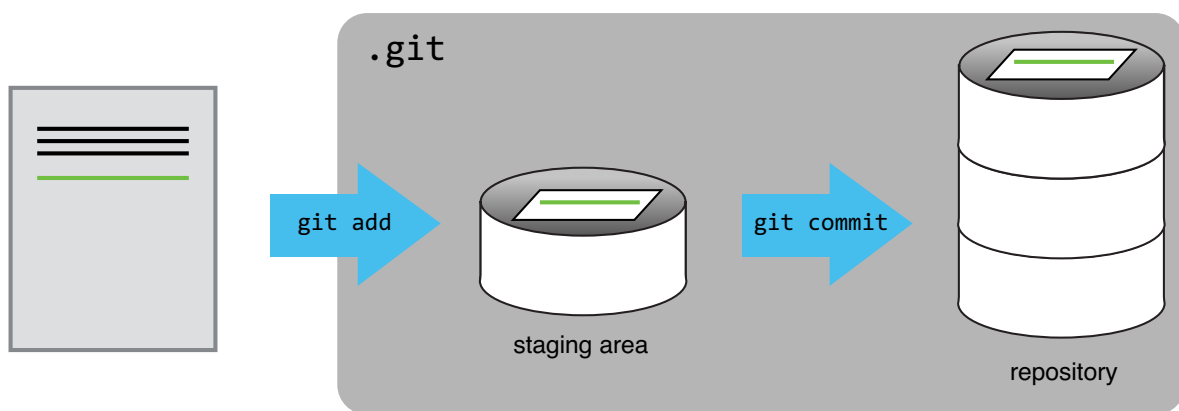 .git
git add
git commit
staging area
repository